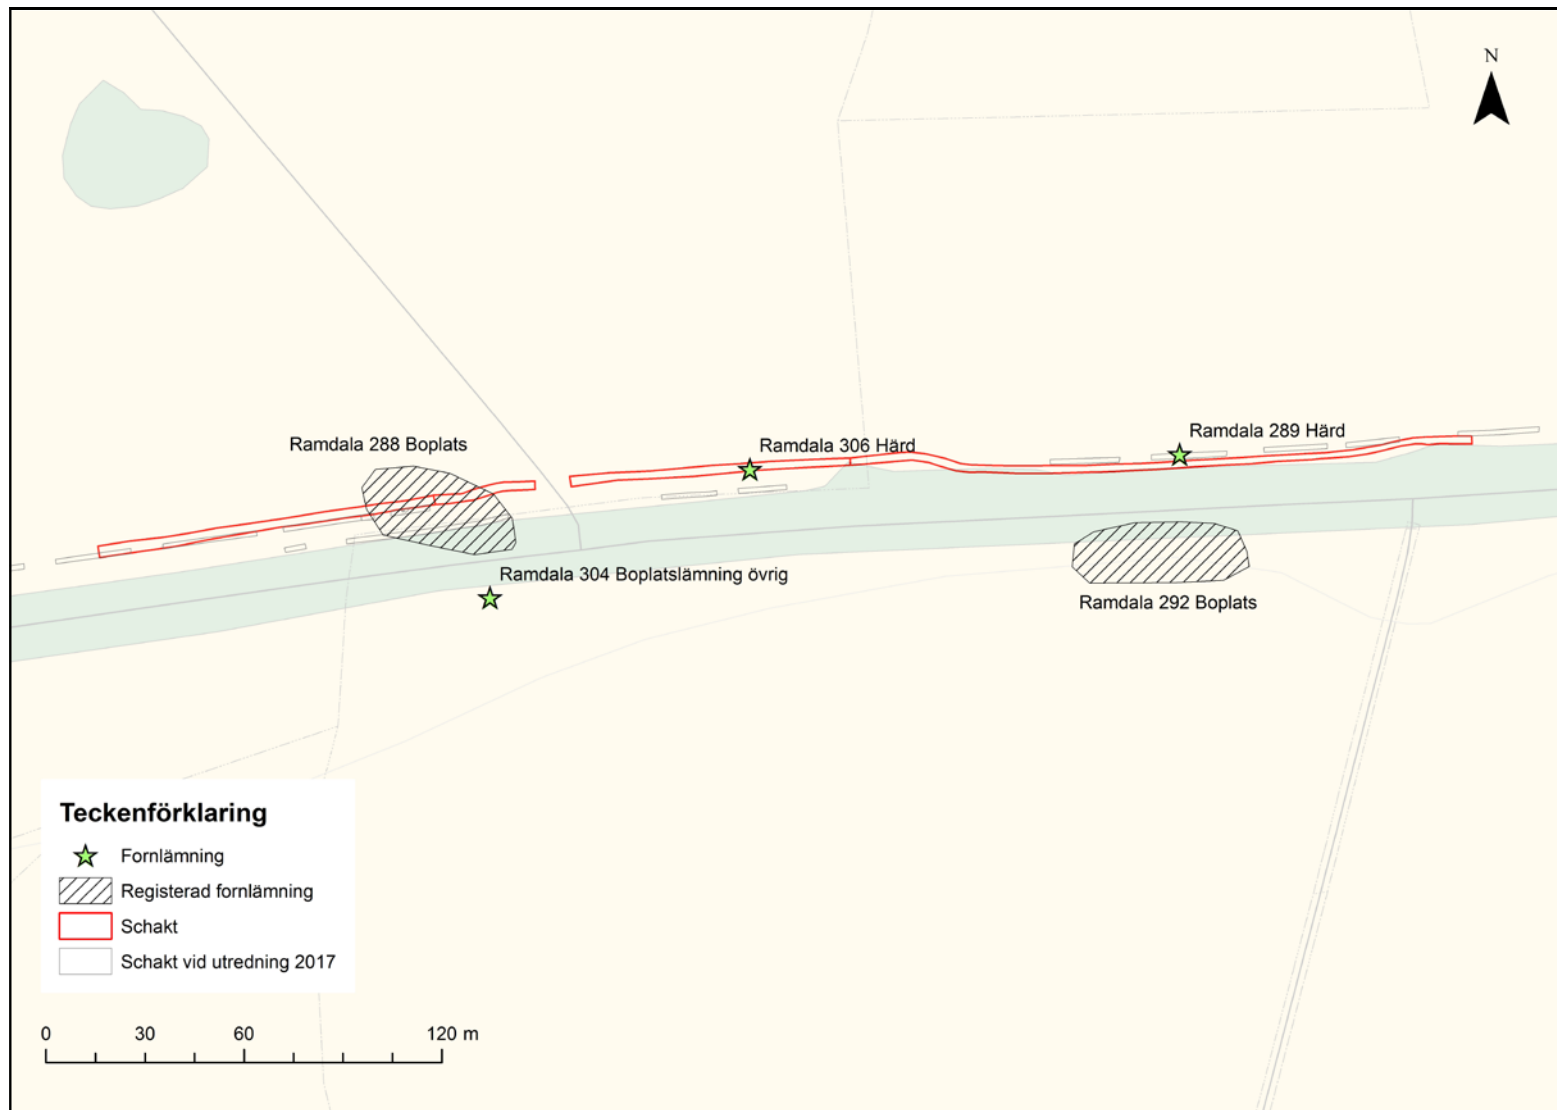 N
Ramdala 288 Boplats
Ramdala 306 Härd
Ramdala 289 Härd
Ramdala 304 Boplatslämning övrig
Ramdala 292 Boplats
Teckenförklaring
Fornlämning
Registerad fornlämning
Schakt
Schakt vid utredning 2017
0 30 60 120 m